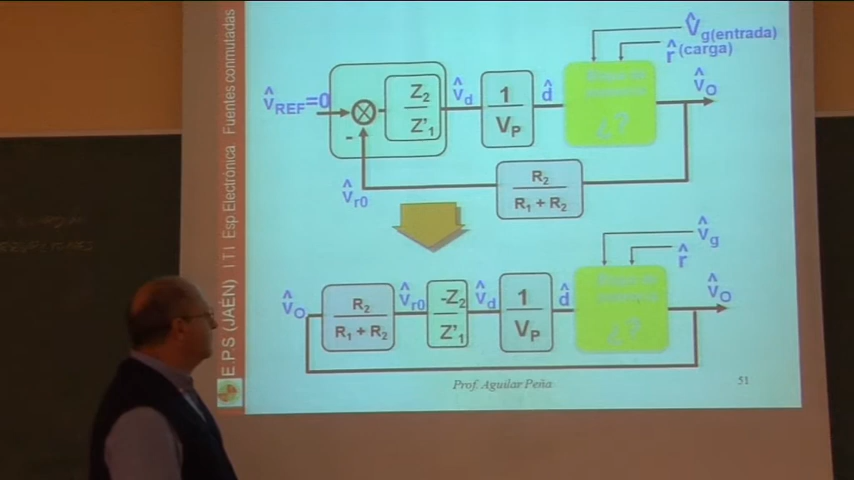 Fuentes conmutadas
E.P.S (JAÉN) I T I Esp Electrónica
V̂g(entrada)
r̂(carga)
V̂REF=0
Z2
Z'1
V̂d
1
VP
d̂
¿?
V̂O
-
V̂r0
R2
R1 + R2
V̂g
r̂
V̂O
R2
R1 + R2
V̂r0
-Z2
Z'1
V̂d
1
VP
d̂
¿?
V̂O
Prof. Aguilar Peña
51